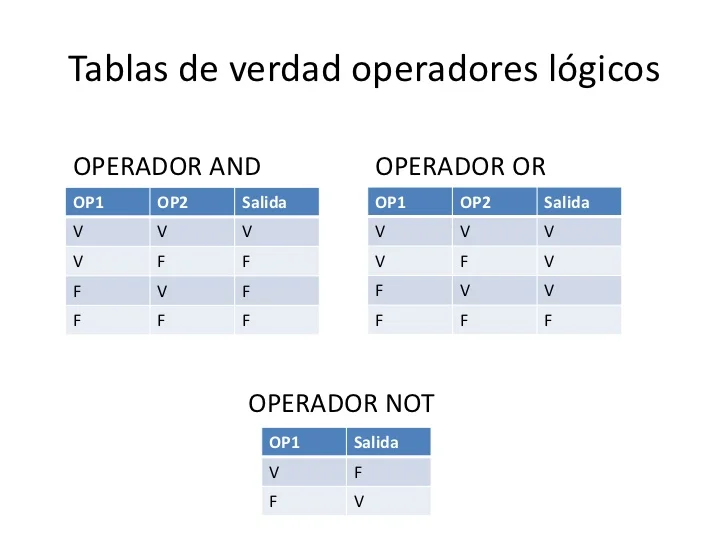 Tablas de verdad operadores lógicos
OPERADOR AND
OP1 OP2 Salida
V V V
V F F
F V F
F F F
OPERADOR OR
OP1 OP2 Salida
V V V
V F V
F V V
F F F
OPERADOR NOT
OP1 Salida
V F
F V